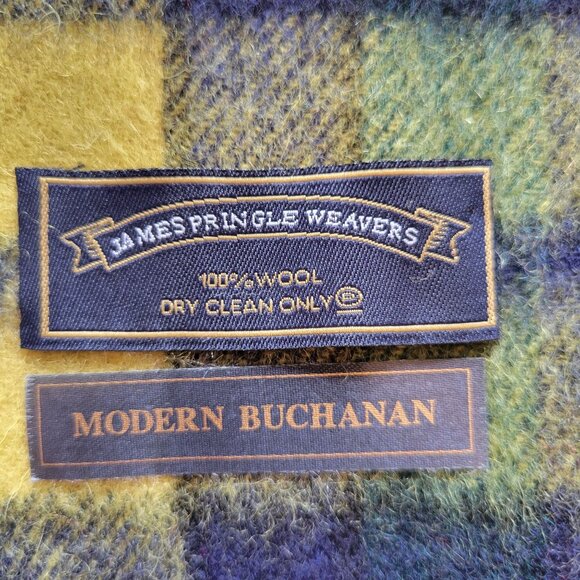 JAMES PRINGLE WEAVERS
100% WOOL
DRY CLEAN ONLY
MODERN BUCHANAN